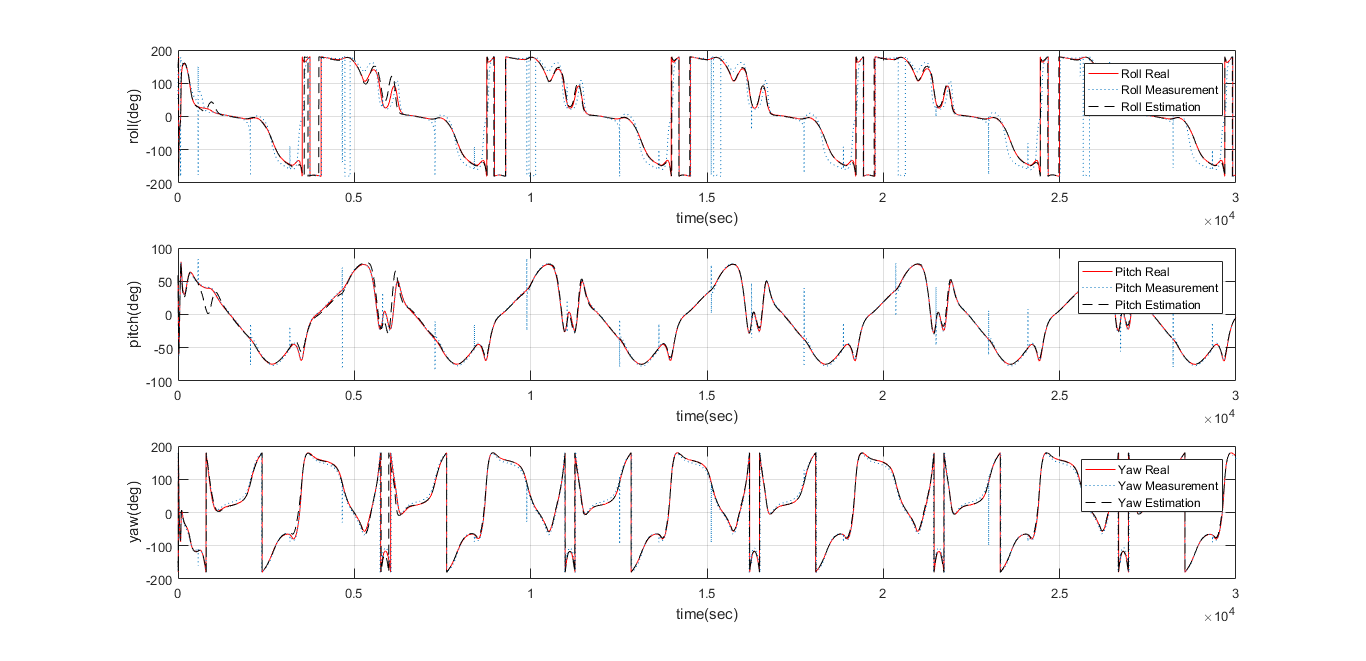 200
100
0
-100
-200
roll(deg)
0
0.5
1
1.5
2
2.5
3
time(sec)
×10⁴
Roll Real
Roll Measurement
Roll Estimation
100
50
0
-50
-100
pitch(deg)
0
0.5
1
1.5
2
2.5
3
time(sec)
×10⁴
Pitch Real
Pitch Measurement
Pitch Estimation
200
100
0
-100
-200
yaw(deg)
0
0.5
1
1.5
2
2.5
3
time(sec)
×10⁴
Yaw Real
Yaw Measurement
Yaw Estimation